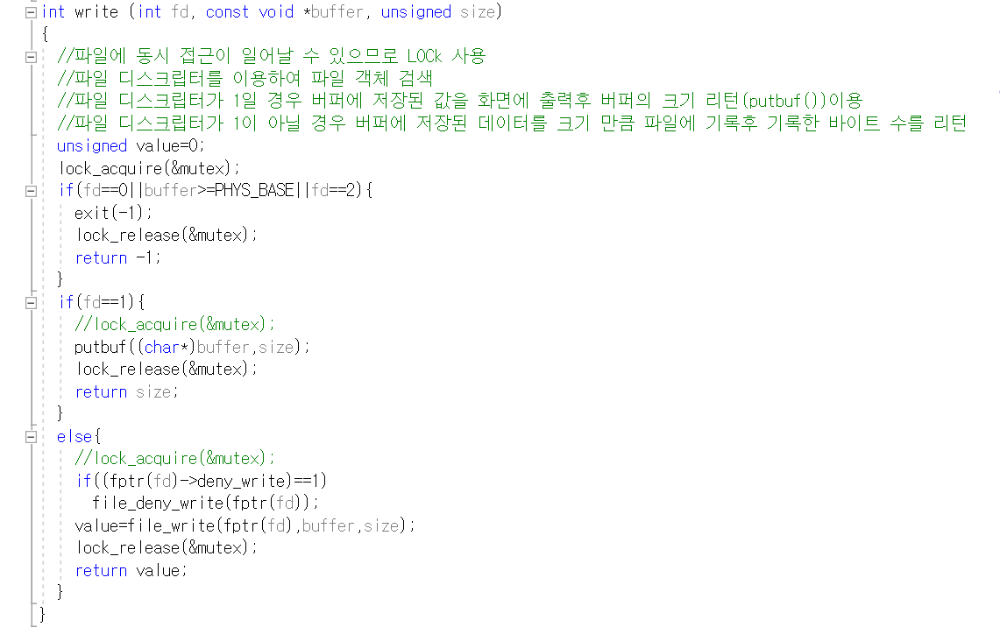 int write (int fd, const void *buffer, unsigned size)
{
//파일에 동시 접근이 일어날 수 있으므로 LOCk 사용
//파일 디스크립터를 이용하여 파일 객체 검색
//파일 디스크립터가 1일 경우 버퍼에 저장된 값을 화면에 출력후 버퍼의 크기 리턴(putbuf())이용
//파일 디스크립터가 1이 아닐 경우 버퍼에 저장된 데이터를 크기 만큼 파일에 기록후 기록한 바이트 수를 리턴
unsigned value=0;
lock_acquire(&mutex);
if(fd==0||buffer>=PHYS_BASE||fd==2){
exit(-1);
lock_release(&mutex);
return -1;
}
if(fd==1){
//lock_acquire(&mutex);
putbuf((char*)buffer,size);
lock_release(&mutex);
return size;
}
else{
//lock_acquire(&mutex);
if((fptr(fd)->deny_write)==1)
file_deny_write(fptr(fd));
value=file_write(fptr(fd),buffer,size);
lock_release(&mutex);
return value;
}
}